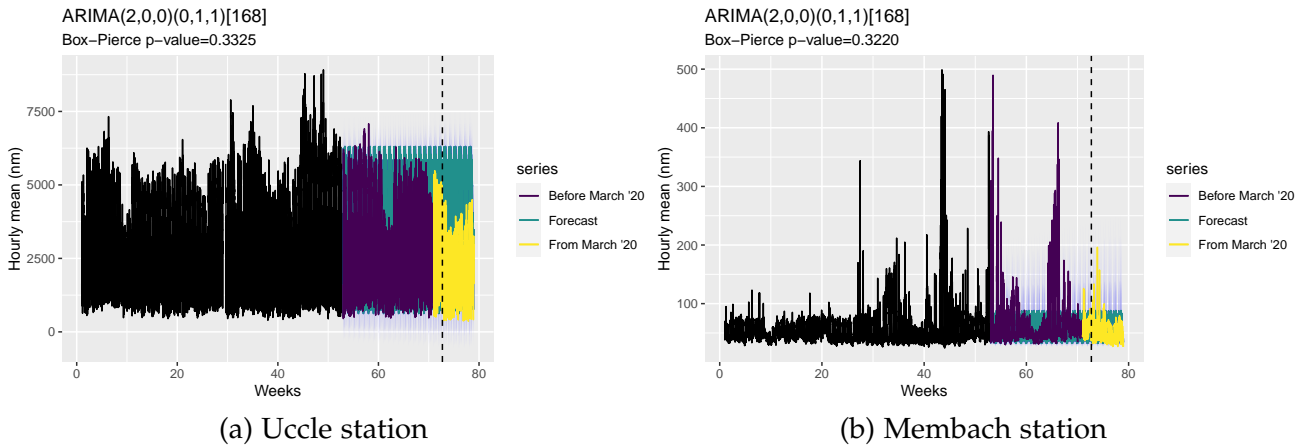 ARIMA(2,0,0)(0,1,1)[168]
Box−Pierce p−value=0.3325
Hourly mean (nm)
7500
5000
2500
0
0 20 40 60 80
Weeks
series
Before March '20
Forecast
From March '20
(a) Uccle station
ARIMA(2,0,0)(0,1,1)[168]
Box−Pierce p−value=0.3220
Hourly mean (nm)
500
400
300
200
100
0 20 40 60 80
Weeks
series
Before March '20
Forecast
From March '20
(b) Membach station